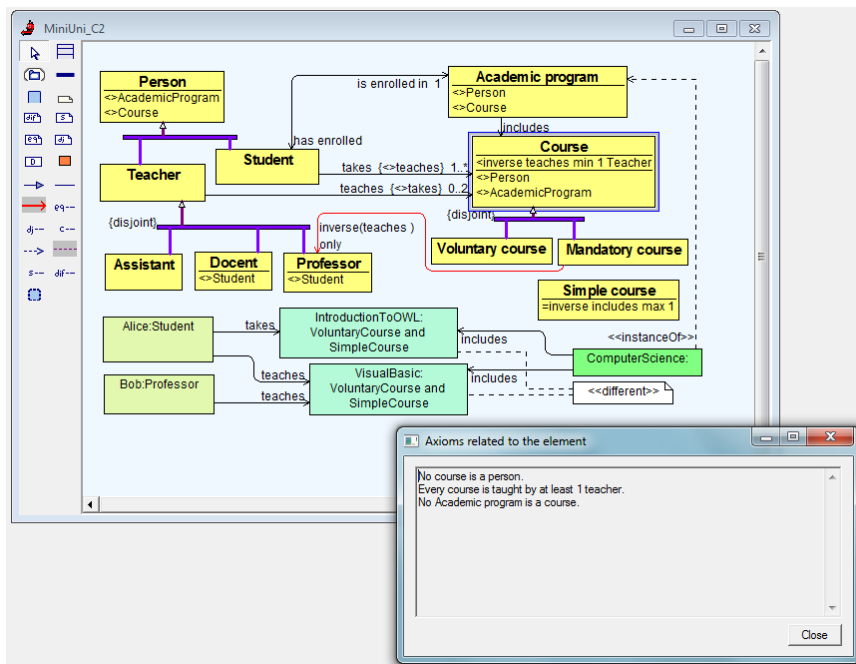 MiniUni_C2
Person
<>AcademicProgram
<>Course
is enrolled in 1
Academic program
<>Person
<>Course
has enrolled
includes
Teacher
Student
takes {<>teaches} 1..*
teaches {<>takes} 0..2
Course
<inverse teaches min 1 Teacher
<>Person
<>AcademicProgram
{disjoint}
{disjoint}
inverse(teaches )
only
Voluntary course
Mandatory course
Assistant
Docent
<>Student
Professor
<>Student
Simple course
=inverse includes max 1
Alice:Student
takes
IntroductionToOWL:
VoluntaryCourse and
SimpleCourse
includes
<<instanceOf>>
ComputerScience:
teaches
VisualBasic:
VoluntaryCourse and
SimpleCourse
includes
Bob:Professor
teaches
<<different>>
Axioms related to the element
No course is a person.
Every course is taught by at least 1 teacher.
No Academic program is a course.
Close